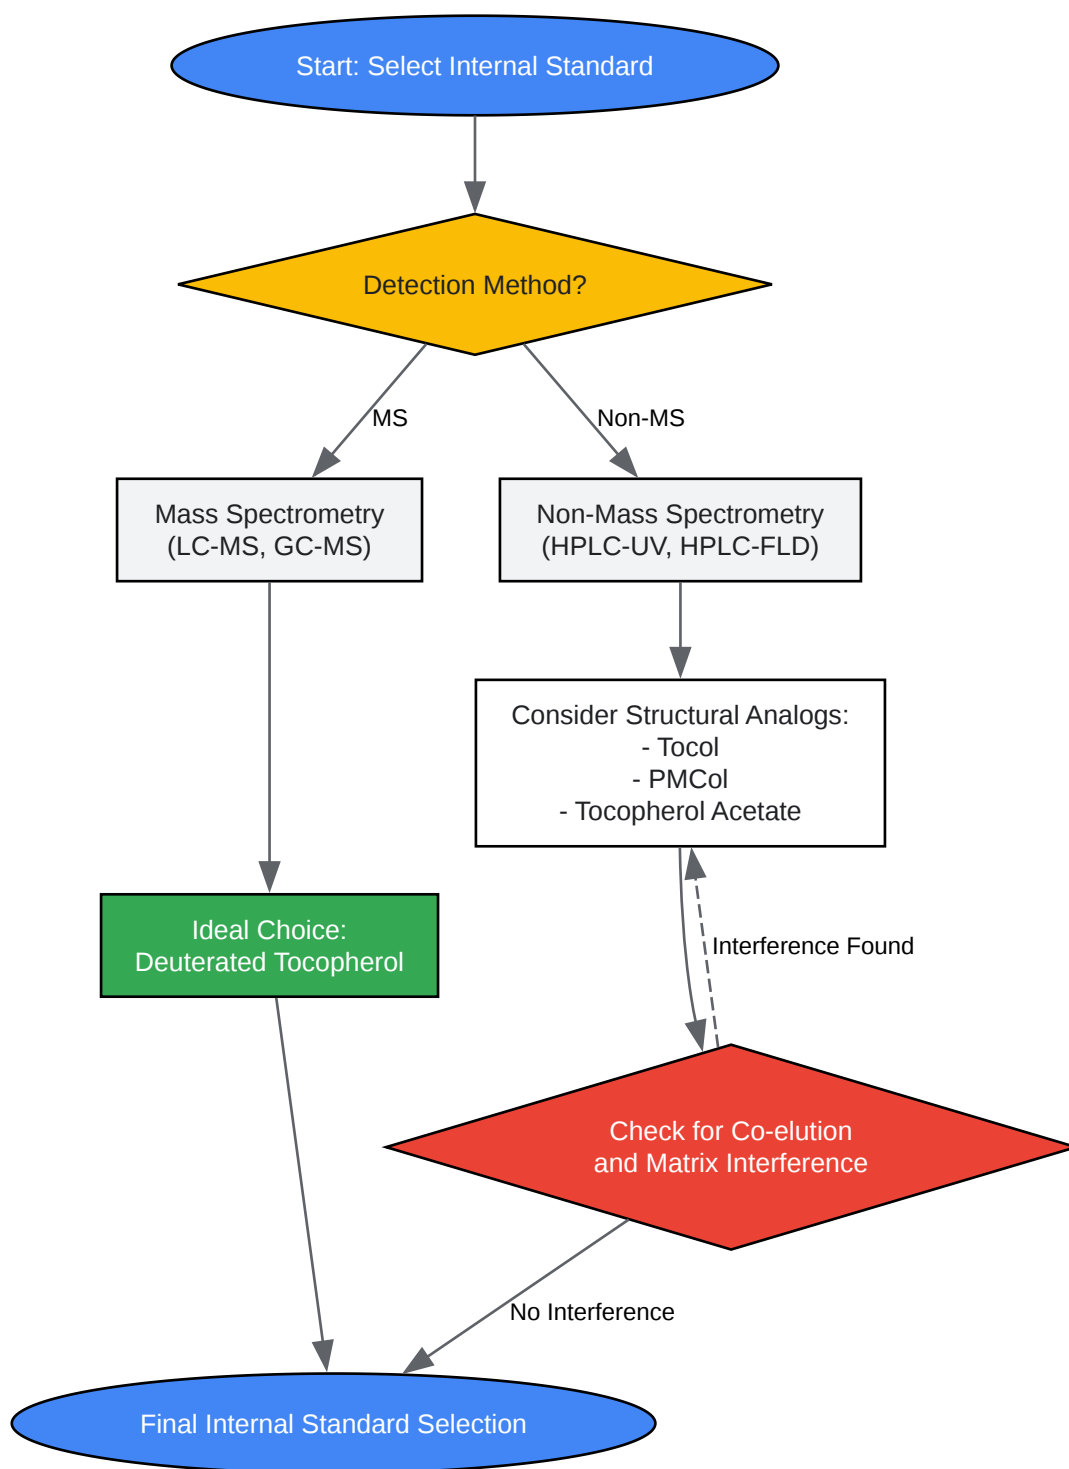 Start: Select Internal Standard
Detection Method?
MS
Non-MS
Mass Spectrometry
(LC-MS, GC-MS)
Non-Mass Spectrometry
(HPLC-UV, HPLC-FLD)
Consider Structural Analogs:
- Tocol
- PMCol
- Tocopherol Acetate
Ideal Choice:
Deuterated Tocopherol
Interference Found
Check for Co-elution
and Matrix Interference
No Interference
Final Internal Standard Selection